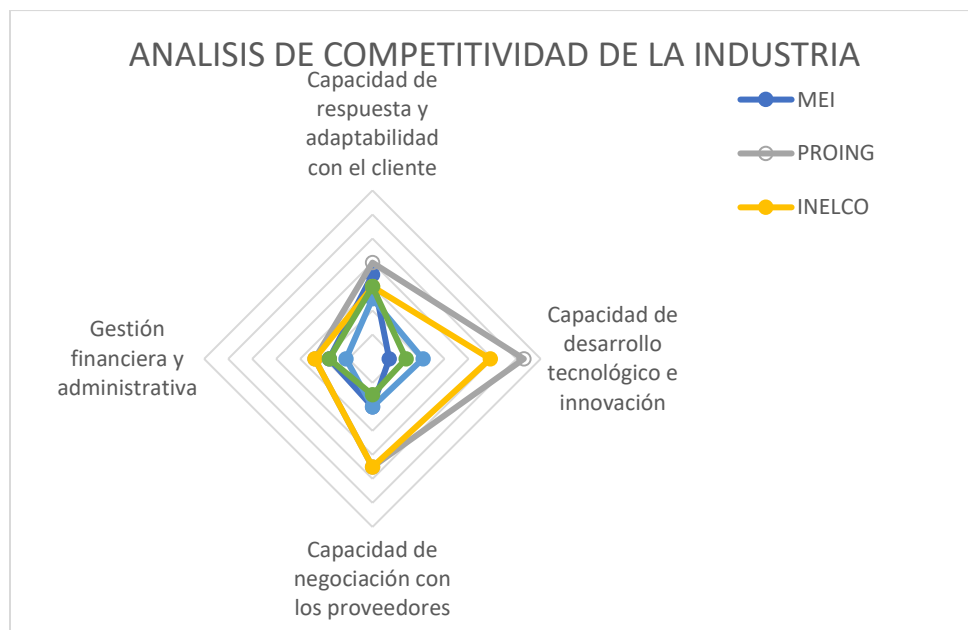 ANALISIS DE COMPETITIVIDAD DE LA INDUSTRIA
Capacidad de
respuesta y
adaptabilidad
con el cliente
MEI
PROING
INELCO
Capacidad de
desarrollo
tecnológico e
innovación
Gestión
financiera y
administrativa
Capacidad de
negociación con
los proveedores